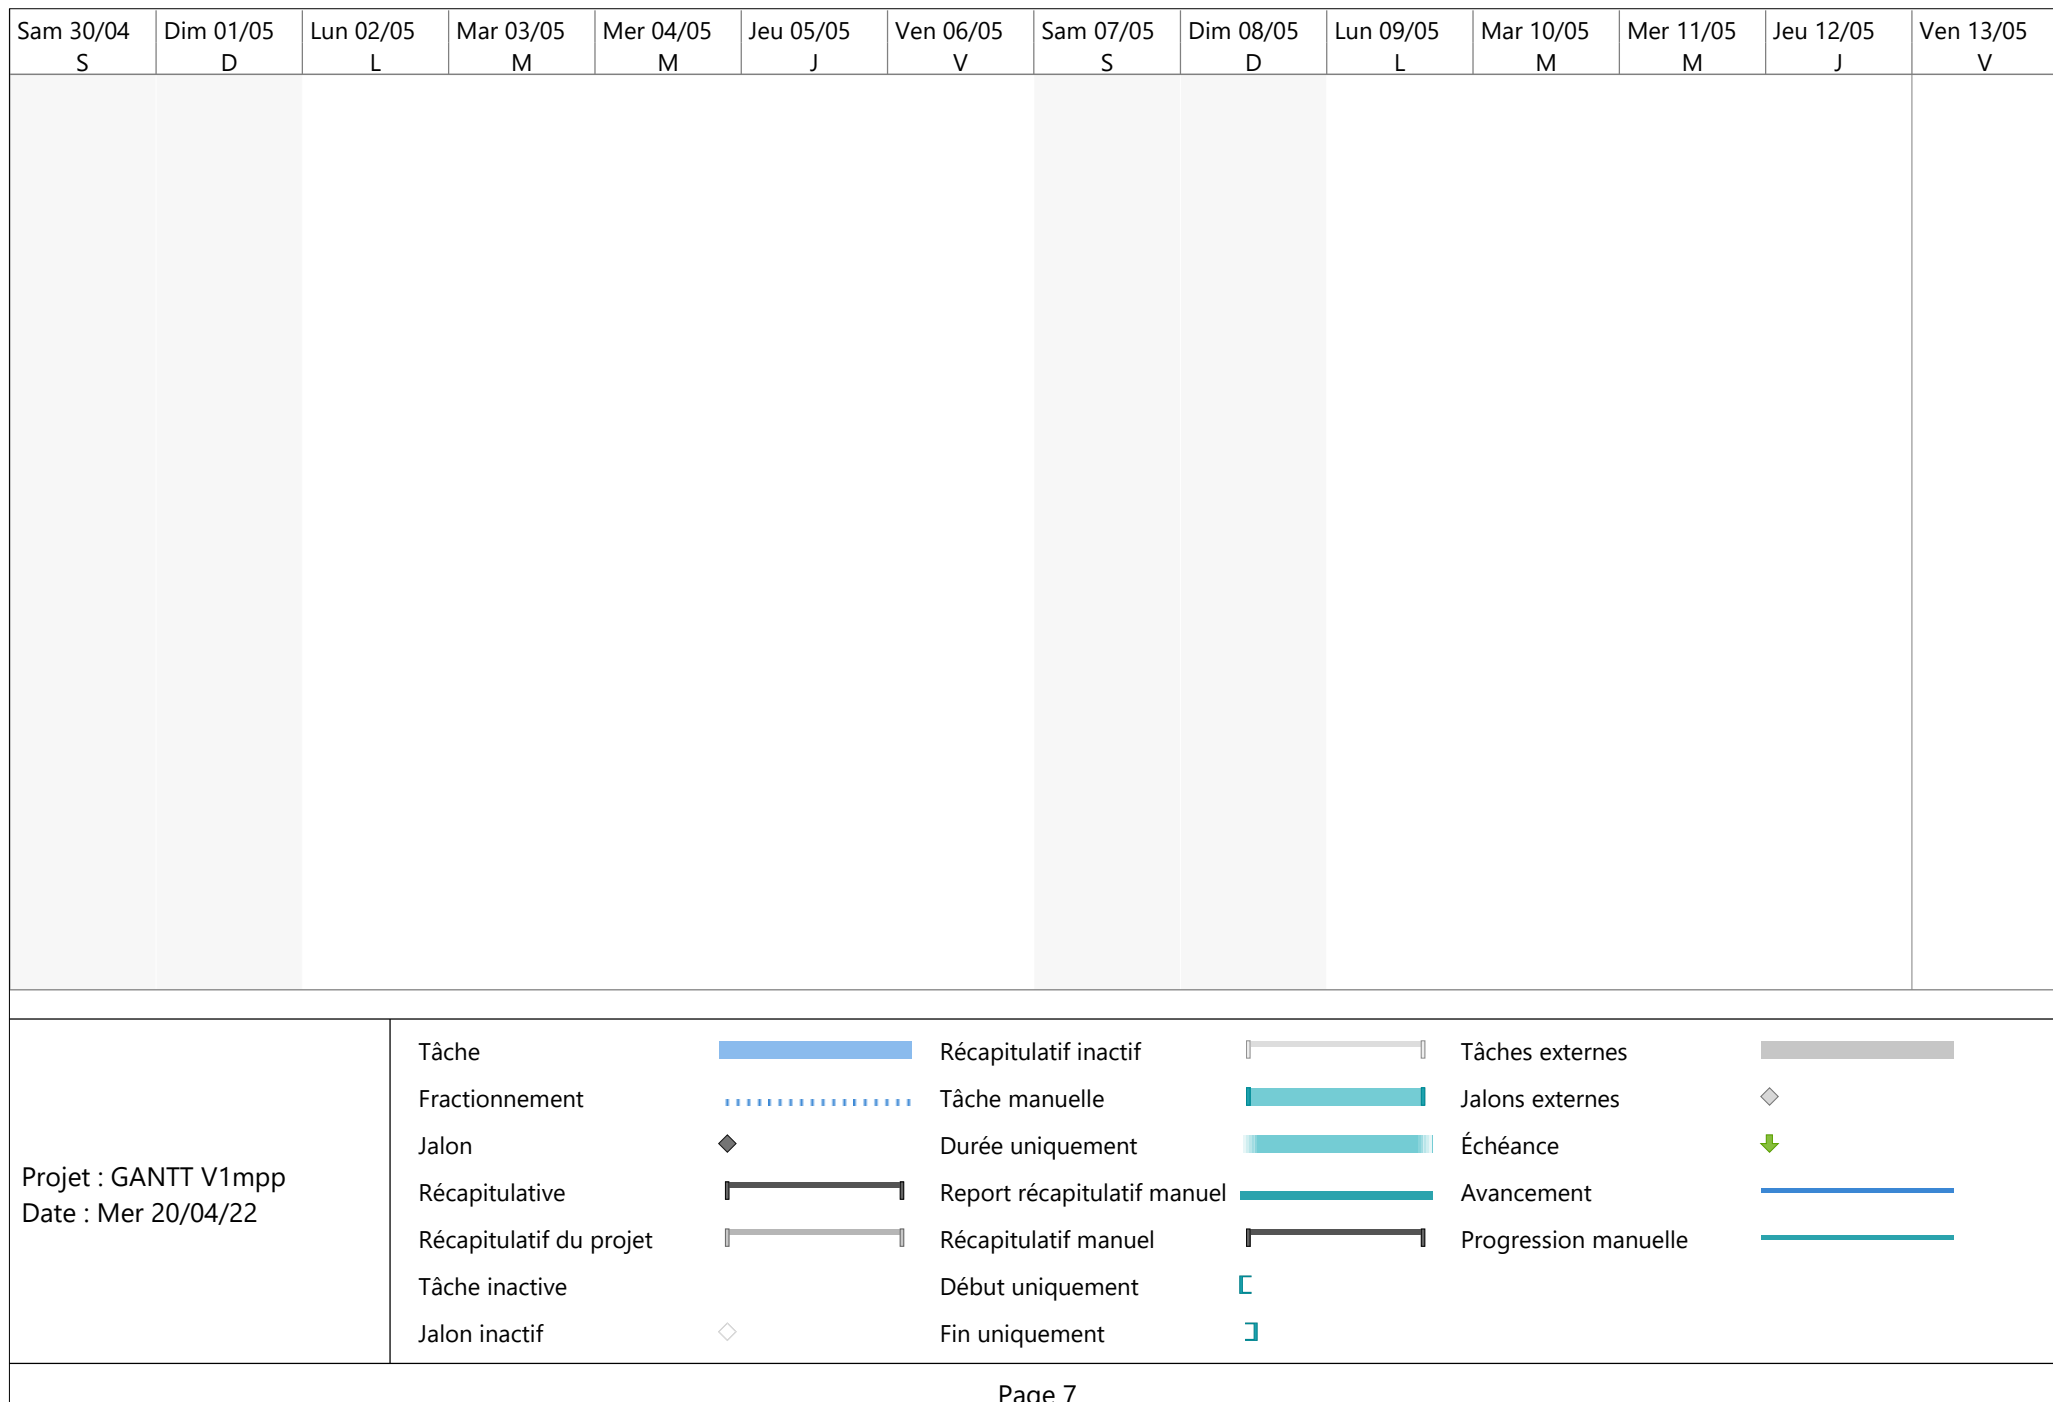 Sam 30/04 Dim 01/05 Lun 02/05 Mar 03/05 Mer 04/05 Jeu 05/05 Ven 06/05 Sam 07/05 Dim 08/05 Lun 09/05 Mar 10/05 Mer 11/05 Jeu 12/05 Ven 13/05
S D L M M J V S D L M M J V
Projet : GANTT V1mpp
Date : Mer 20/04/22
Tâche
Fractionnement
Jalon
Récapitulative
Récapitulatif du projet
Tâche inactive
Jalon inactif
Récapitulatif inactif
Tâche manuelle
Durée uniquement
Report récapitulatif manuel
Récapitulatif manuel
Début uniquement
Fin uniquement
Tâches externes
Jalons externes
Échéance
Avancement
Progression manuelle
Page 7